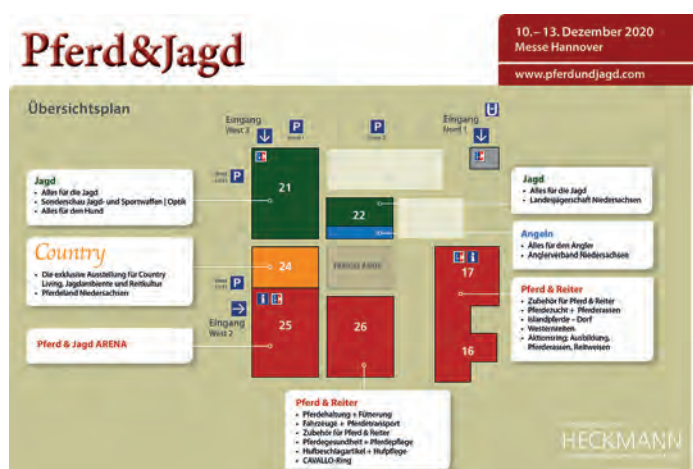 Pferd&Jagd
10.– 13. Dezember 2020
Messe Hannover
www.pferdundjagd.com
Übersichtsplan
Eingang
West 3
P
P
Eingang
Nord 1
U
P
21
22
24
P
i
Eingang
West 2
25
26
i
17
16
Jagd
• Alles für die Jagd
• Sonderschau Jagd- und Sportwaffen | Optik
• Alles für den Hund
Country
• Die exklusive Ausstellung für Country
Living, Jagdambiente und Reitkultur
• Pferdeland Niedersachsen
Pferd & Jagd ARENA
Jagd
• Alles für die Jagd
• Landesjägerschaft Niedersachsen
Angeln
• Alles für den Angler
• Anglerverband Niedersachsen
Pferd & Reiter
• Zubehör für Pferd & Reiter
• Pferdezucht + Pferderassen
• Islandpferde – Dorf
• Westernreiten
• Aktionsring: Ausbildung,
Pferderassen, Reitweisen
Pferd & Reiter
• Pferdehaltung + Fütterung
• Fahrzeuge + Pferdetransport
• Zubehör für Pferd & Reiter
• Pferdegesundheit + Pferdepflege
• Hufbeschlagartikel + Hufpflege
• CAVALLO-Ring
HECKMANN